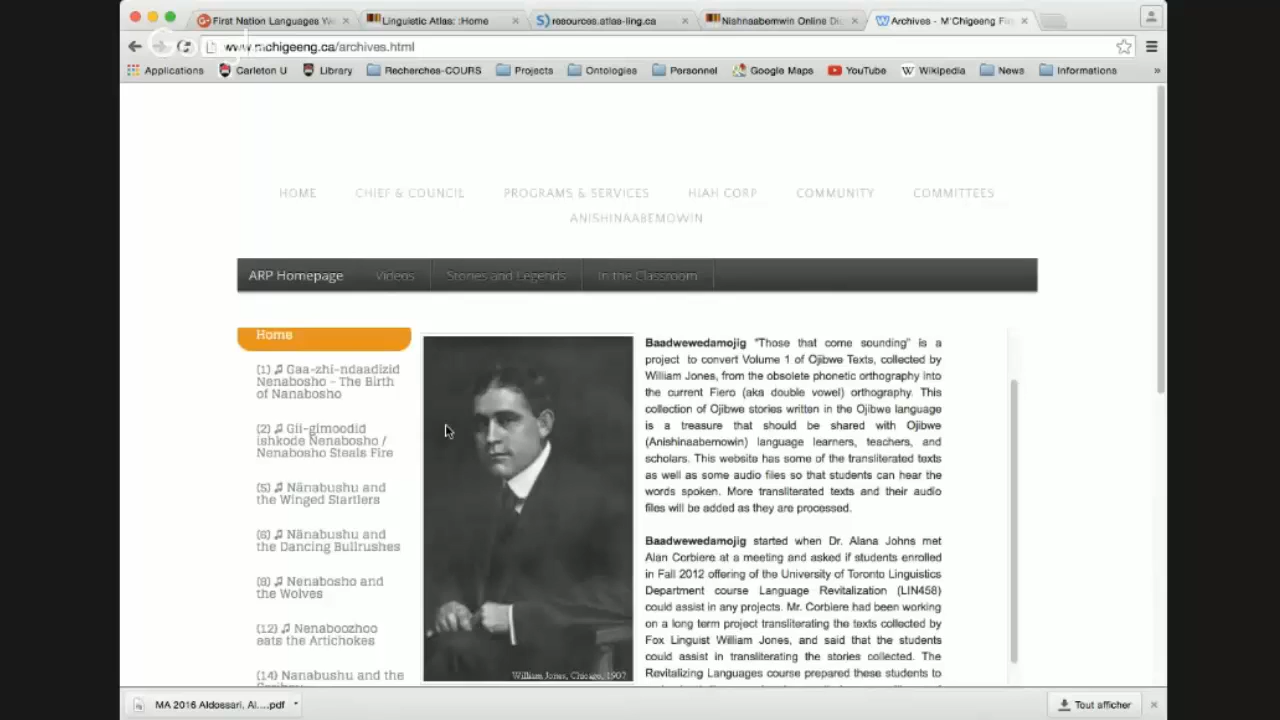 First Nation Languages
Linguistic Atlas: :Home
resources.atlas-ling.ca
Nishnaabemwin Online
Archives - M'Chigeeng
www.mchigeeng.ca/archives.html
Applications
Carleton U
Library
Recherches-COURS
Projects
Ontologies
Personnel
Google Maps
YouTube
Wikipedia
News
Informations
»
HOME
CHIEF & COUNCIL
PROGRAMS & SERVICES
HIAH CORP
COMMUNITY
COMMITTEES
ANISHINAABEMOWIN
ARP Homepage
Videos
Stories and Legends
In the Classroom
Home
(1) ♫ Gaa-zhi-ndaadizid
Nenabosho - The Birth
of Nanabosho
(2) ♫ Gii-gimoodid
ishkode Nenabosho /
Nenabosho Steals Fire
(5) ♫ Nänabushu and
the Winged Startlers
(6) ♫ Nänabushu and
the Dancing Bullrushes
(8) ♫ Nenabosho and
the Wolves
(12) ♫ Nenaboozhoo
eats the Artichokes
(14) Nanabushu and the
William Jones, Chicago, 1907
Baadwewedamojig "Those that come sounding" is a
project to convert Volume 1 of Ojibwe Texts, collected by
William Jones, from the obsolete phonetic orthography into
the current Fiero (aka double vowel) orthography. This
collection of Ojibwe stories written in the Ojibwe language
is a treasure that should be shared with Ojibwe
(Anishinaabemowin) language learners, teachers, and
scholars. This website has some of the transliterated texts
as well as some audio files so that students can hear the
words spoken. More transliterated texts and their audio
files will be added as they are processed.
Baadwewedamojig started when Dr. Alana Johns met
Alan Corbiere at a meeting and asked if students enrolled
in Fall 2012 offering of the University of Toronto Linguistics
Department course Language Revitalization (LIN458)
could assist in any projects. Mr. Corbiere had been working
on a long term project transliterating the texts collected by
Fox Linguist William Jones, and said that the students
could assist in transliterating the stories collected. The
Revitalizing Languages course prepared these students to
MA 2016 Aldossari, Al....pdf
Tout afficher